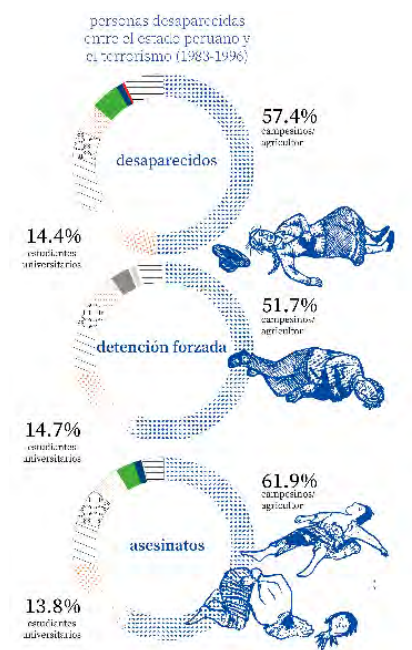 personas desaparecidas
entre el estado peruano y
el terrorismo (1983-1996)
57.4%
campesinos/
agricultor
desaparecidos
14.4%
estudiantes
universitarios
51.7%
campesinos/
agricultor
detención forzada
14.7%
estudiantes
universitarios
61.9%
campesinos/
agricultor
asesinatos
13.8%
estudiantes
universitarios